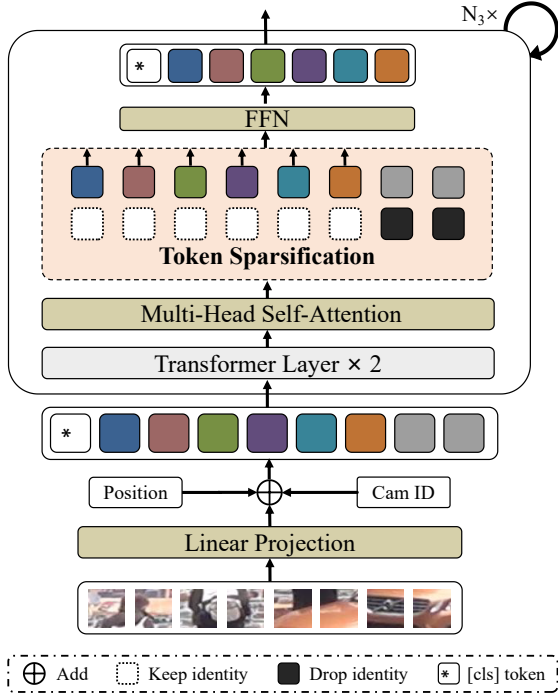 N₃×
*
FFN
Token Sparsification
Multi-Head Self-Attention
Transformer Layer × 2
*
Position
Cam ID
Linear Projection
Add
Keep identity
Drop identity
* [cls] token